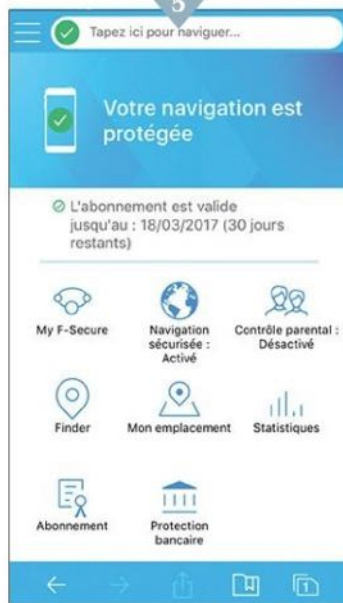 5
Tapez ici pour naviguer...
Votre navigation est
protégée
L'abonnement est valide
jusqu'au : 18/03/2017 (30 jours
restants)
My F-Secure
Navigation
sécurisée :
Activé
Contrôle parental :
Désactivé
Finder
Mon emplacement
Statistiques
Abonnement
Protection
bancaire
1